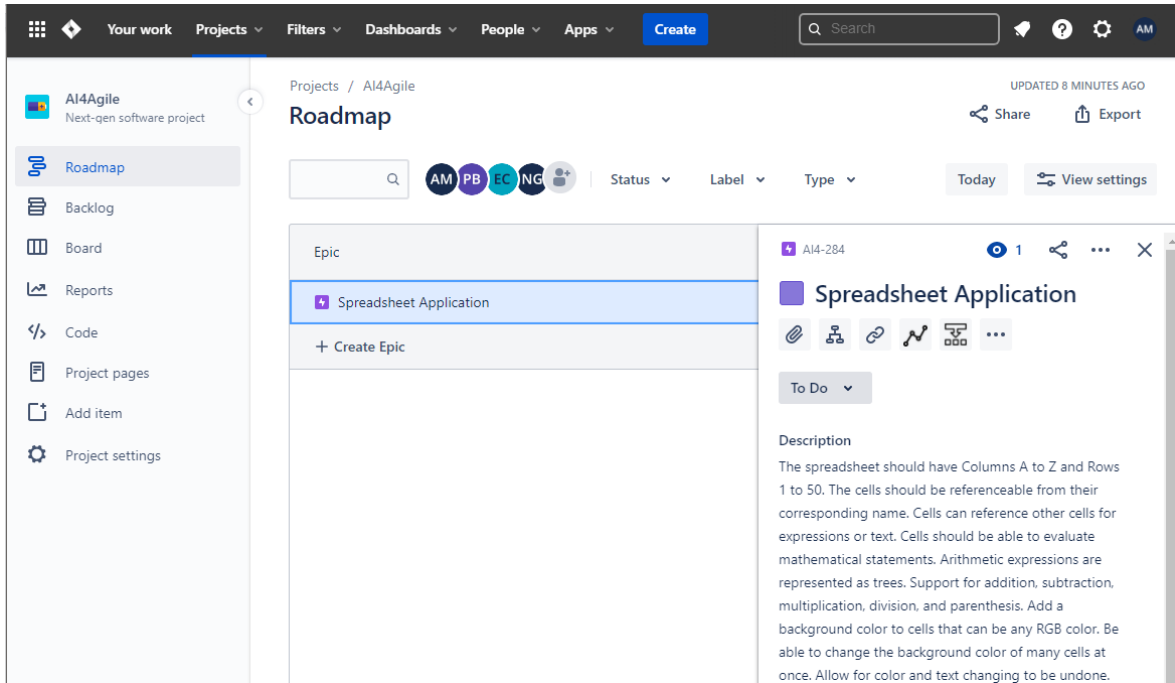 Your work Projects Filters Dashboards People Apps Create Search AM
AI4Agile
Next-gen software project
Roadmap
Backlog
Board
Reports
Code
Project pages
Add item
Project settings
Projects / AI4Agile
UPDATED 8 MINUTES AGO
Roadmap
Share Export
AM PB EC NG Status Label Type Today View settings
Epic
Spreadsheet Application
+ Create Epic
AI4-284 1
Spreadsheet Application
To Do
Description
The spreadsheet should have Columns A to Z and Rows
1 to 50. The cells should be referenceable from their
corresponding name. Cells can reference other cells for
expressions or text. Cells should be able to evaluate
mathematical statements. Arithmetic expressions are
represented as trees. Support for addition, subtraction,
multiplication, division, and parenthesis. Add a
background color to cells that can be any RGB color. Be
able to change the background color of many cells at
once. Allow for color and text changing to be undone.